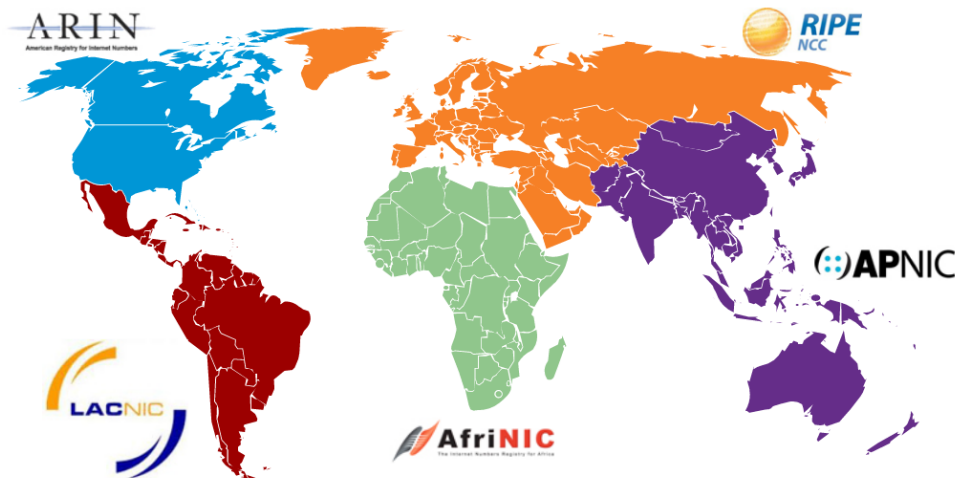 ARIN
American Registry for Internet Numbers
RIPE
NCC
APNIC
LACNIC
AfriNIC
The Internet Numbers Registry for Africa